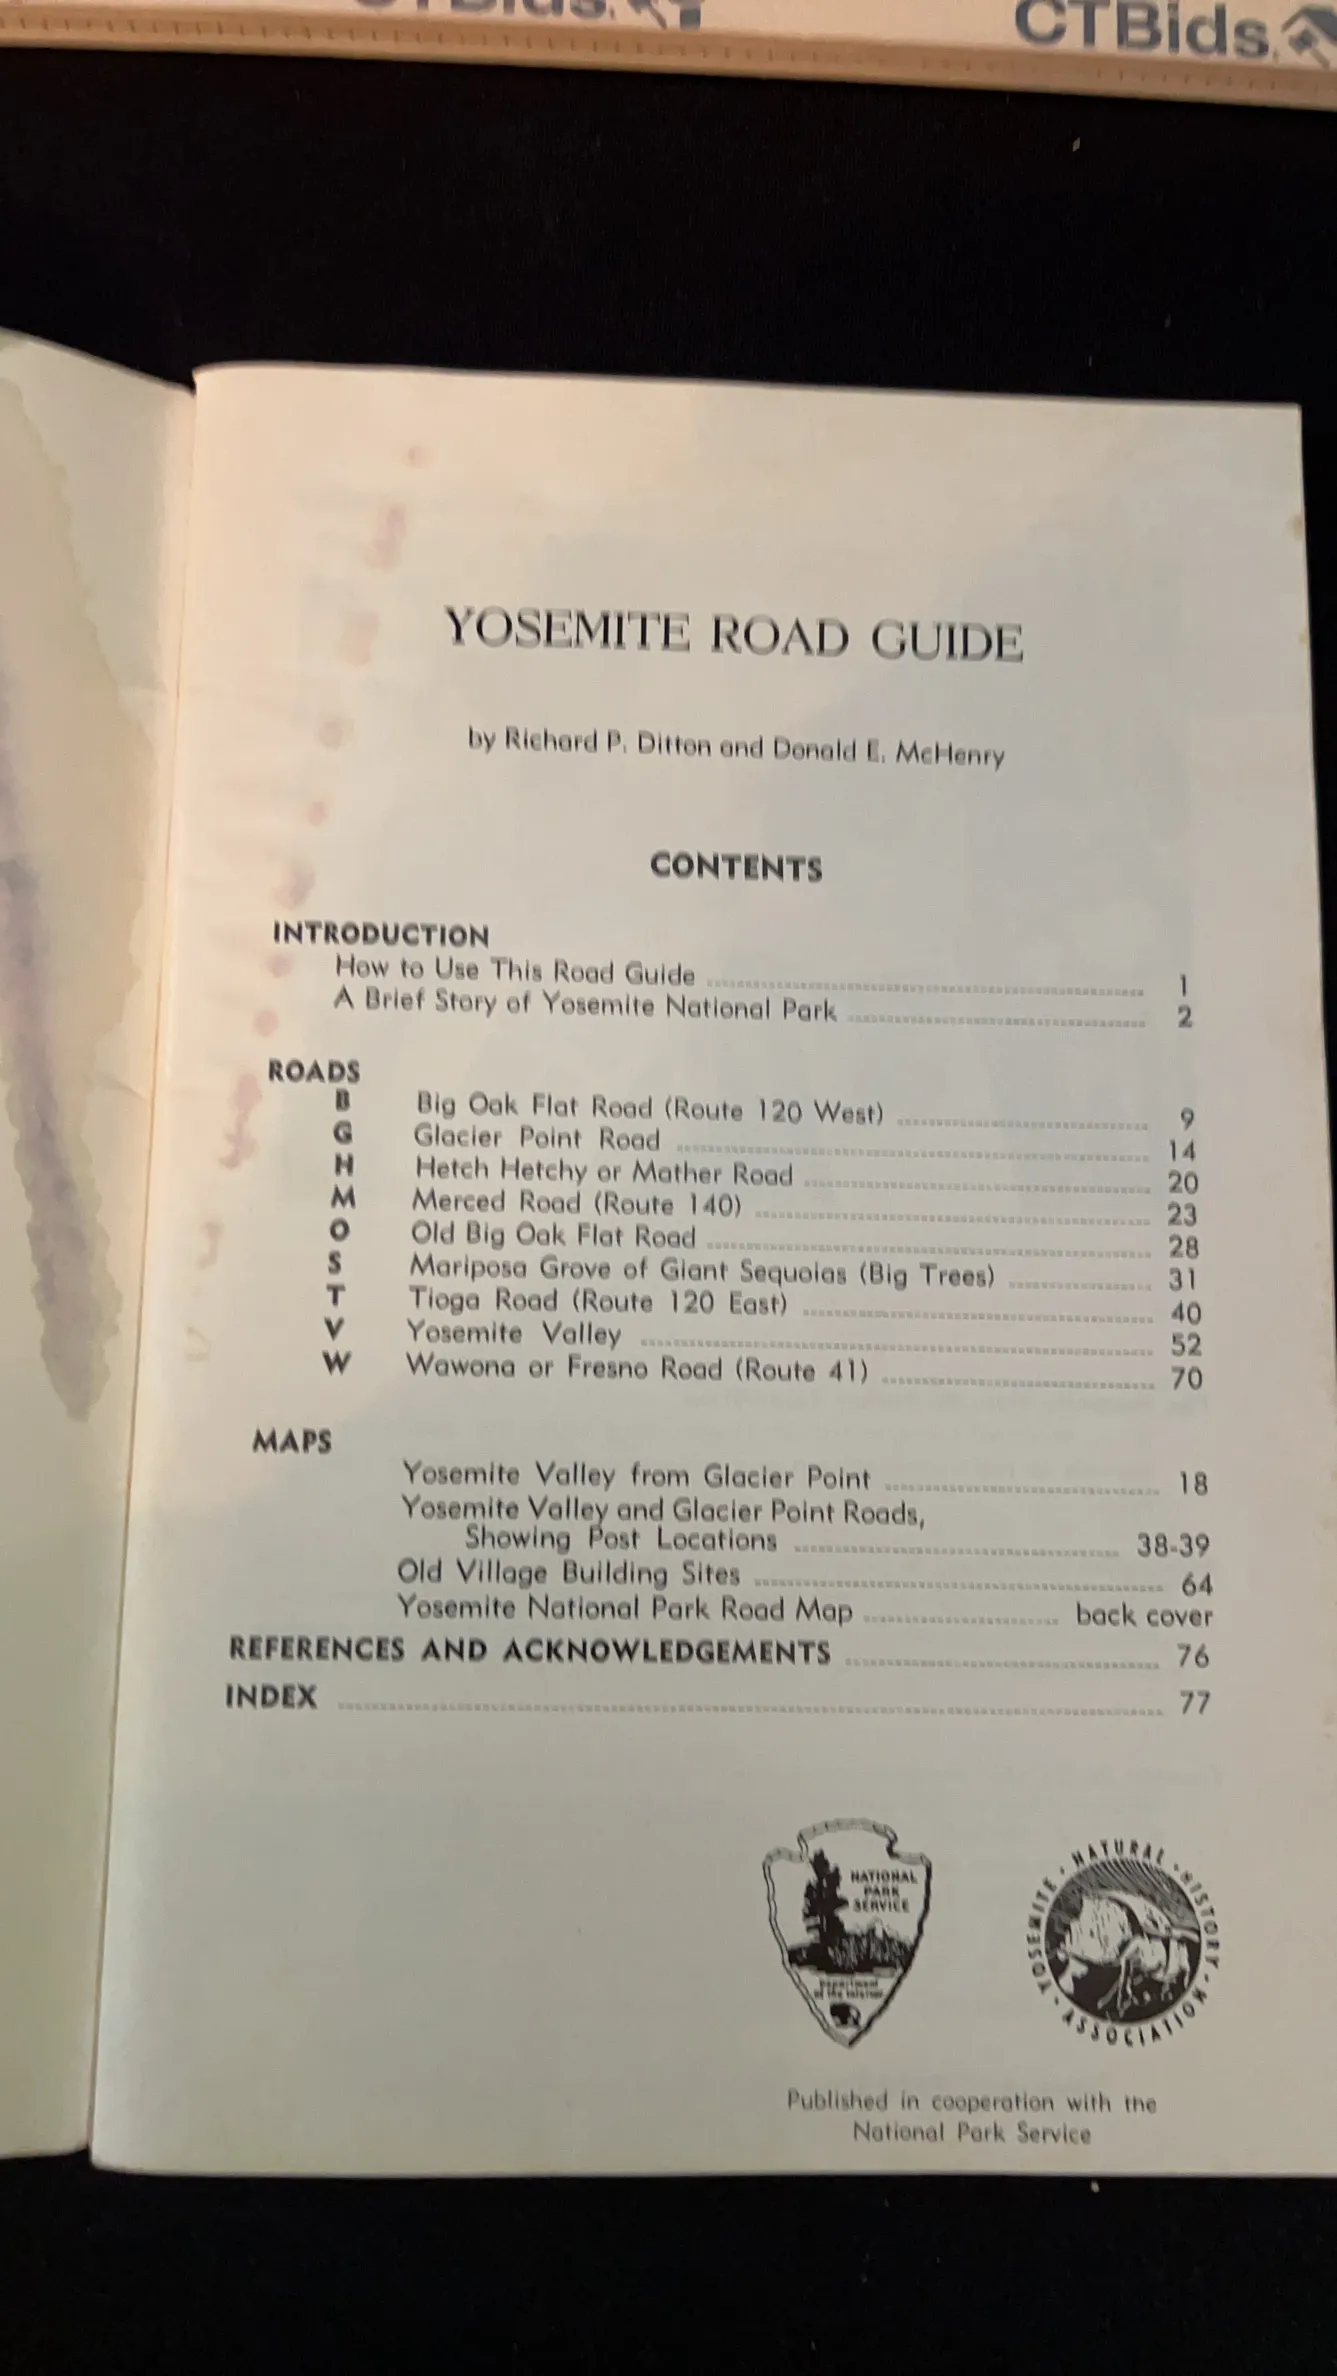 CTBids.
CTBids.
YOSEMITE ROAD GUIDE
by Richard P. Ditton and Donald E. McHenry
CONTENTS
INTRODUCTION
How to Use This Road Guide 1
A Brief Story of Yosemite National Park 2
ROADS
B Big Oak Flat Road (Route 120 West) 9
G Glacier Point Road 14
H Hetch Hetchy or Mather Road 20
M Merced Road (Route 140) 23
O Old Big Oak Flat Road 28
S Mariposa Grove of Giant Sequoias (Big Trees) 31
T Tioga Road (Route 120 East) 40
V Yosemite Valley 52
W Wawona or Fresno Road (Route 41) 70
MAPS
Yosemite Valley from Glacier Point 18
Yosemite Valley and Glacier Point Roads,
Showing Post Locations 38-39
Old Village Building Sites 64
Yosemite National Park Road Map back cover
REFERENCES AND ACKNOWLEDGEMENTS 76
INDEX 77
NATIONAL
PARK
SERVICE
Department
of the Interior
YOSEMITE · NATURAL · HISTORY · ASSOCIATION ·
Published in cooperation with the
National Park Service